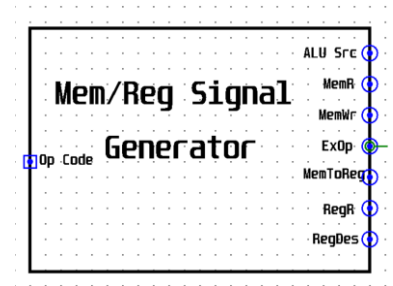 ALU Src
MemR
Mem/Reg Signal
MemWr
Generator
ExOp
Op Code
MemToReg
RegR
RegDes